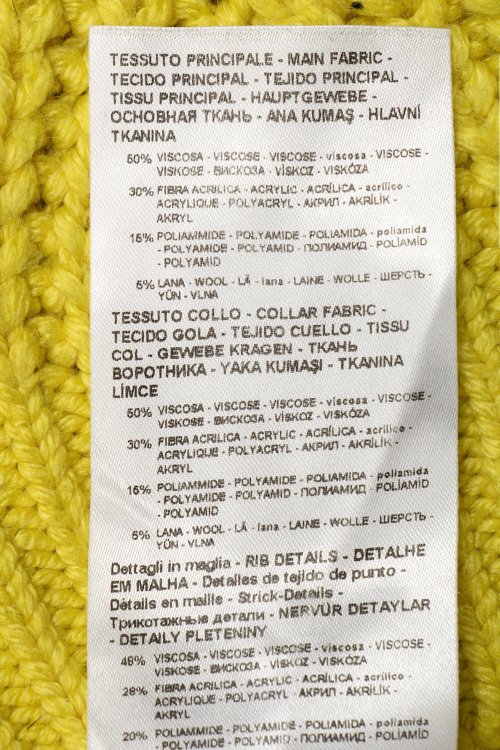 TESSUTO PRINCIPALE - MAIN FABRIC -
TECIDO PRINCIPAL - TEJIDO PRINCIPAL -
TISSU PRINCIPAL - HAUPTGEWEBE -
ОСНОВНАЯ ТКАНЬ - ANA KUMAŞ - HLAVNÍ
TKANINA
50% VISCOSA - VISCOSE - VISCOSE - viscosa - VISCOSE -
VISKOSE - ВИСКОЗА - VİSKOZ - VISKÓZA
30% FIBRA ACRILICA - ACRYLIC - ACRÍLICA - acrílico -
ACRYLIQUE - POLYACRYL - АКРИЛ - AKRİLİK -
AKRYL
15% POLIAMMIDE - POLYAMIDE - POLIAMIDA - poliamida
- POLYAMIDE - POLYAMID - ПОЛИАМИД - POLİAMİD
- POLYAMID
5% LANA - WOOL - LÃ - lana - LAINE - WOLLE - ШЕРСТЬ -
YÜN - VLNA
TESSUTO COLLO - COLLAR FABRIC -
TECIDO GOLA - TEJIDO CUELLO - TISSU
COL - GEWEBE KRAGEN - ТКАНЬ
ВОРОТНИКА - YAKA KUMAŞI - TKANINA
LÍMCE
50% VISCOSA - VISCOSE - VISCOSE - viscosa - VISCOSE -
VISKOSE - ВИСКОЗА - VİSKOZ - VISKÓZA
30% FIBRA ACRILICA - ACRYLIC - ACRÍLICA - acrílico -
ACRYLIQUE - POLYACRYL - АКРИЛ - AKRİLİK -
AKRYL
15% POLIAMMIDE - POLYAMIDE - POLIAMIDA - poliamida
- POLYAMIDE - POLYAMID - ПОЛИАМИД - POLİAMİD
- POLYAMID
5% LANA - WOOL - LÃ - lana - LAINE - WOLLE - ШЕРСТЬ -
YÜN - VLNA
Dettagli in maglia - RIB DETAILS - DETALHE
EM MALHA - Detalles de tejido de punto -
Détails en maille - Strick-Details -
Трикотажные детали - NERVÜR DETAYLAR
- DETAILY PLETENINY
46% VISCOSA - VISCOSE - VISCOSE - viscosa - VISCOSE -
VISKOSE - ВИСКОЗА - VİSKOZ - VISKÓZA
28% FIBRA ACRILICA - ACRYLIC - ACRÍLICA - acrílico -
ACRYLIQUE - POLYACRYL - АКРИЛ - AKRİLİK -
AKRYL
20% POLIAMMIDE - POLYAMIDE - POLIAMIDA - poliamida
- POLYAMIDE - POLYAMID - ПОЛИАМИД - POLİAMİD